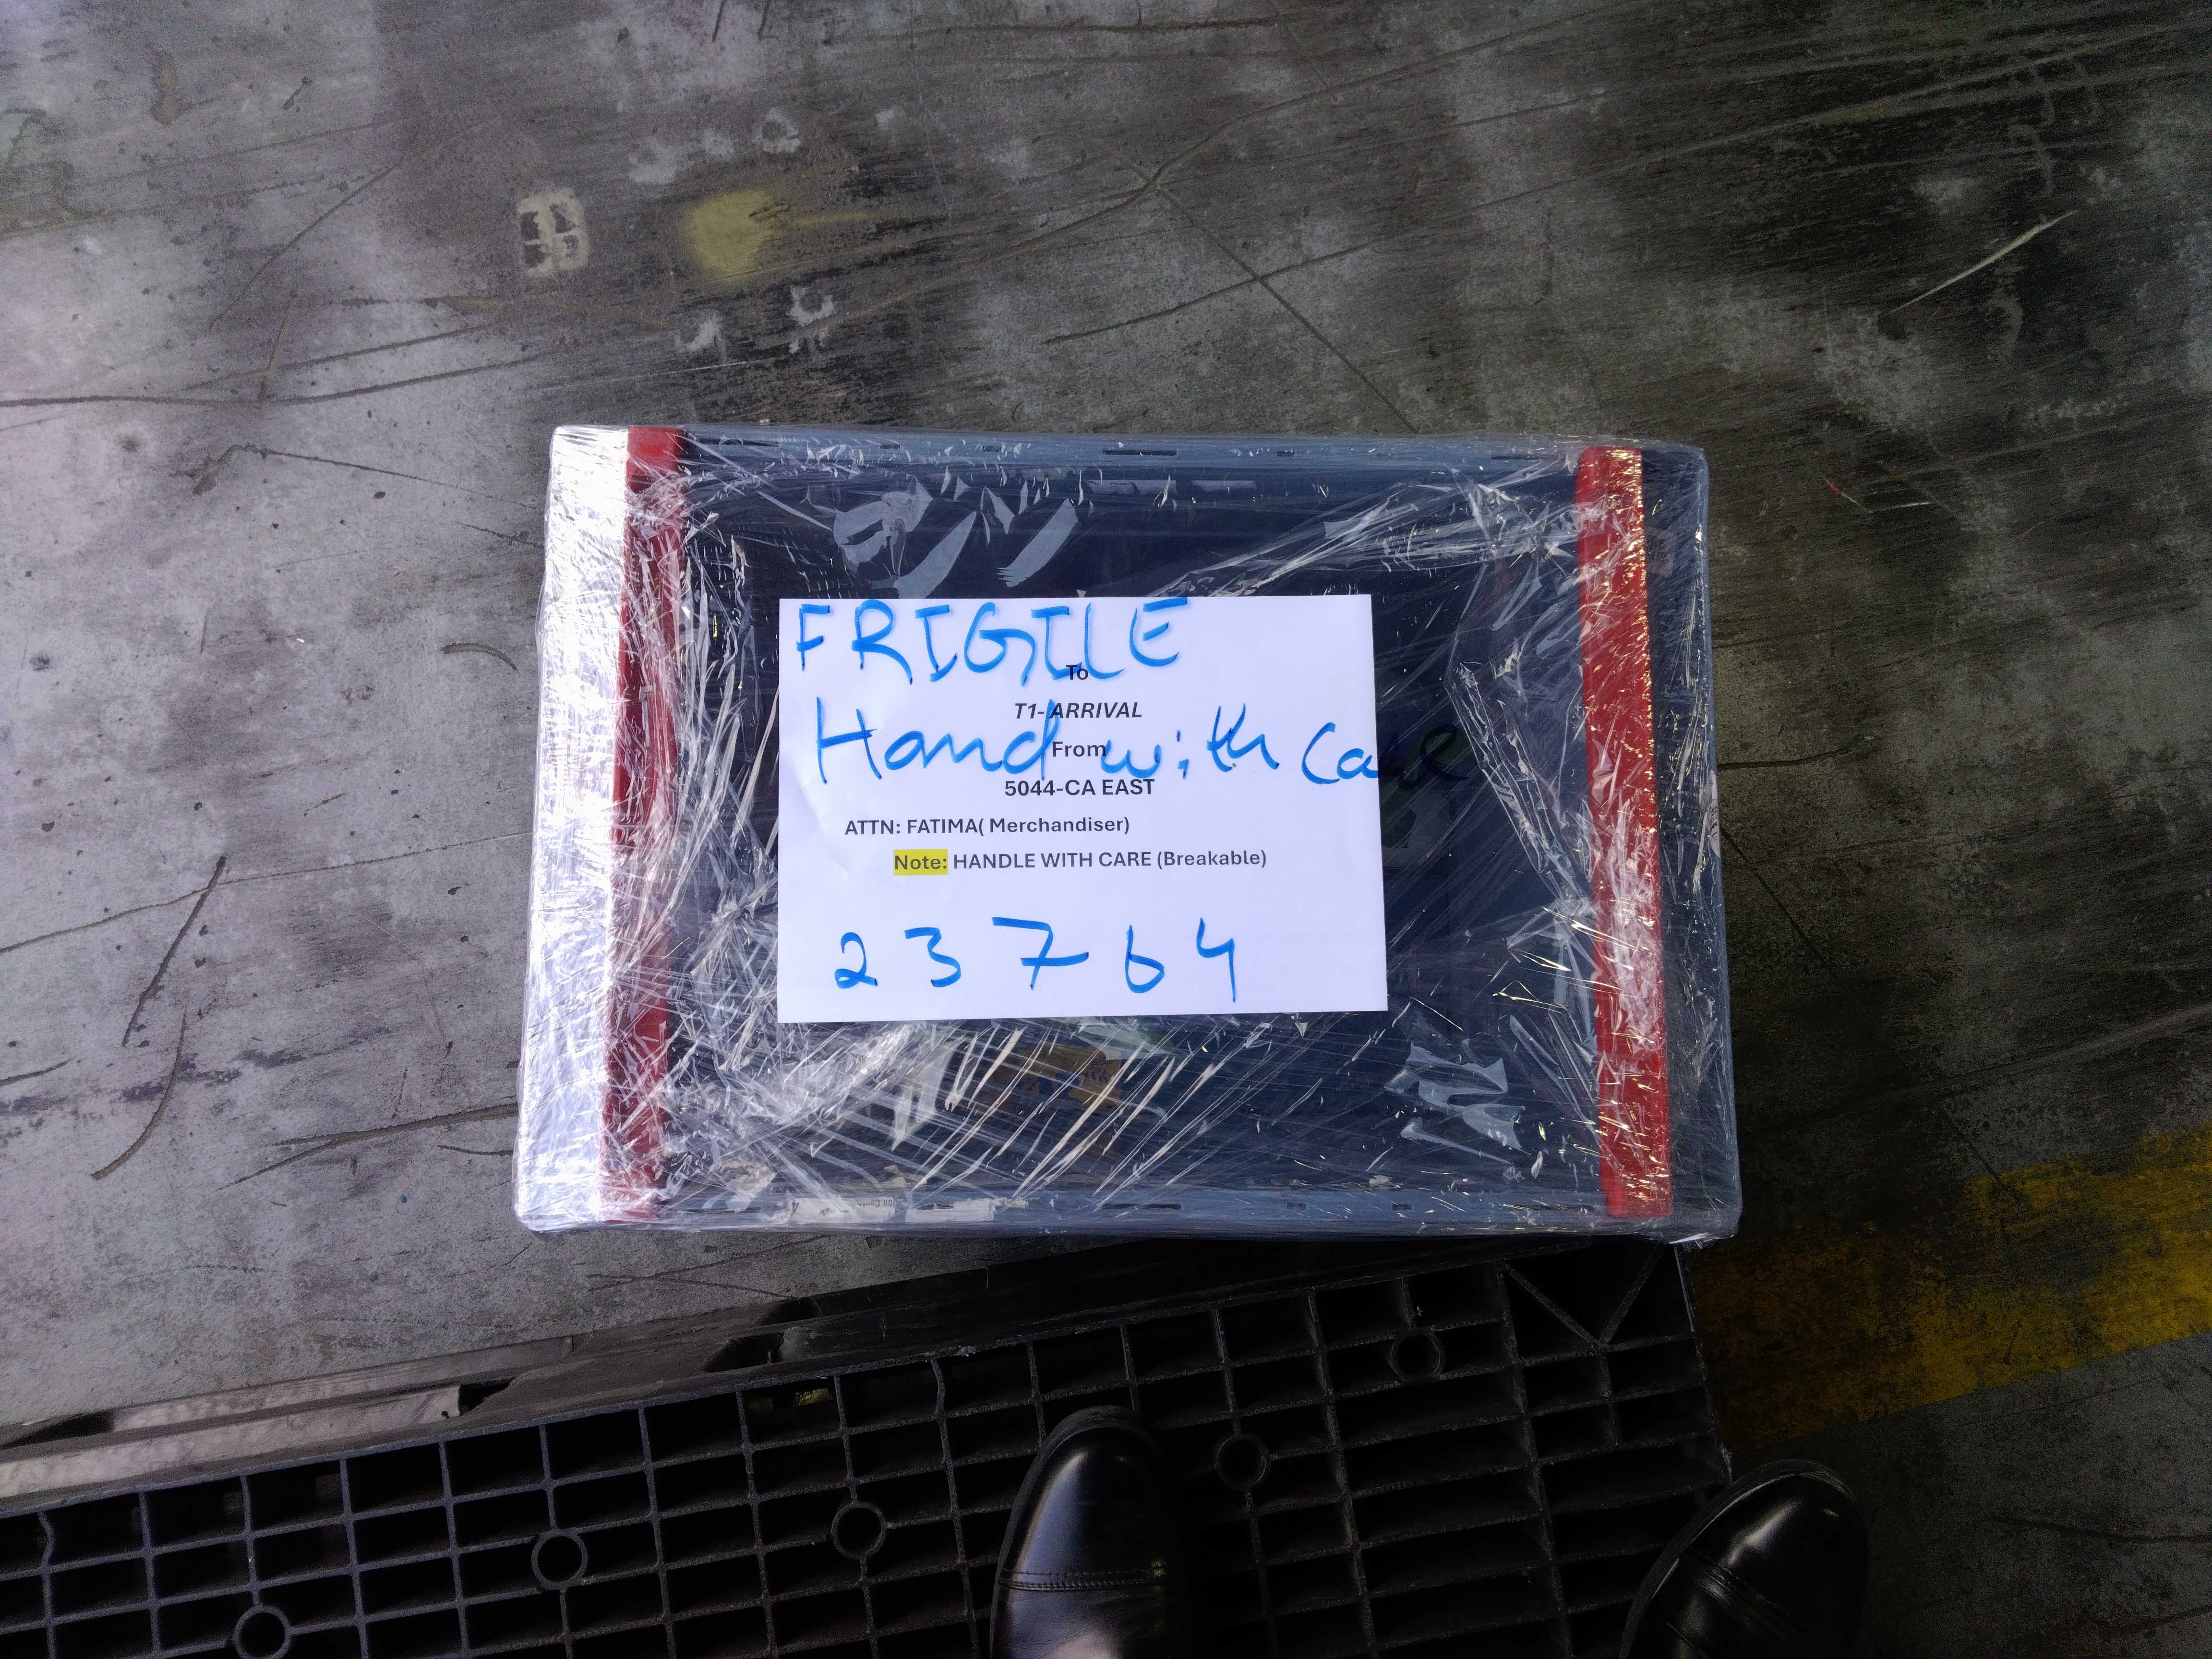 FRIGILE
To
T1-ARRIVAL
Hand with Care
From
5044-CA EAST
ATTN: FATIMA( Merchandiser)
Note: HANDLE WITH CARE (Breakable)
23764